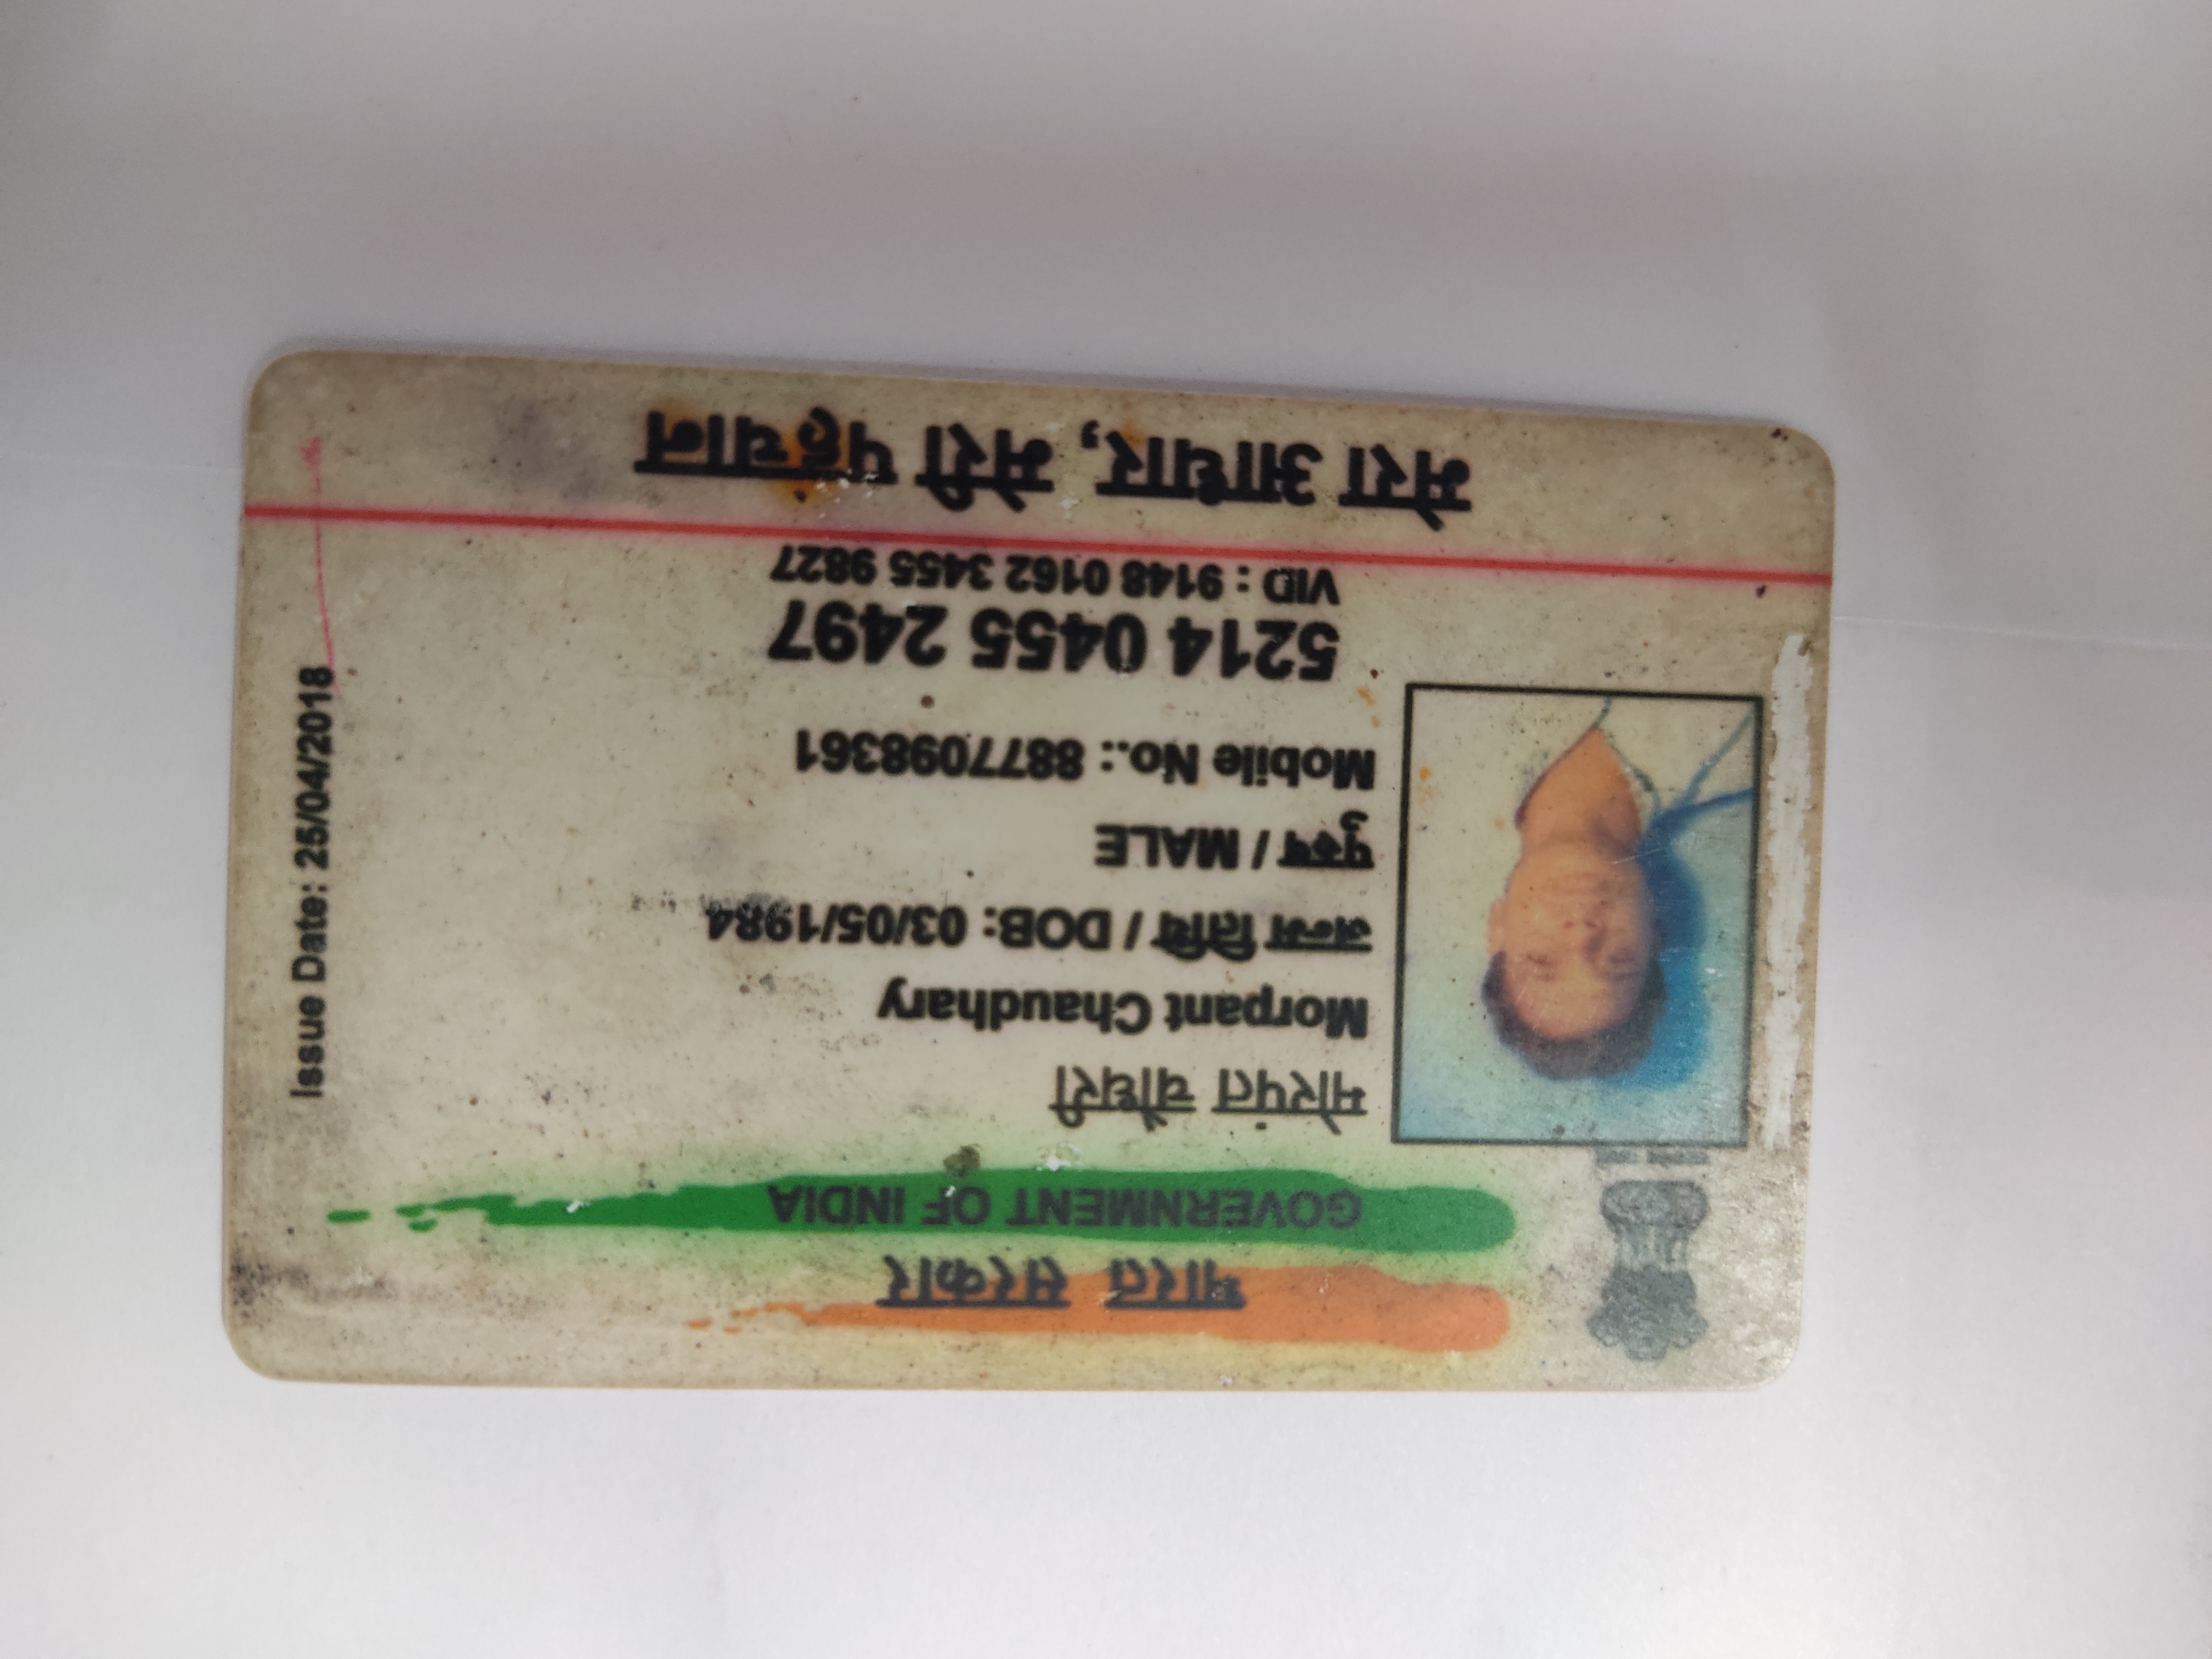 भारत सरकार
GOVERNMENT OF INDIA
मोरपंत चौधरी
Morpant Chaudhary
जन्म तिथि / DOB: 03/05/1984
पुरुष / MALE
Mobile No.: 8877098361
5214 0455 2497
VID : 9148 0162 3455 9827
मेरा आधार, मेरी पहचान
Issue Date: 25/04/2018